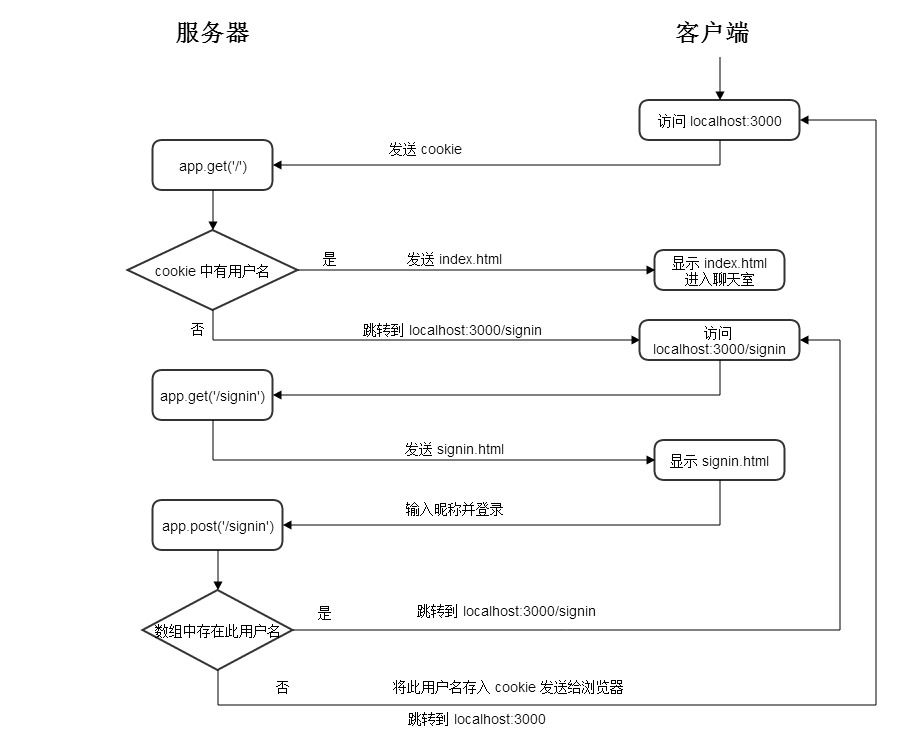 服务器
客户端
访问 localhost:3000
发送 cookie
app.get('/')
cookie 中有用户名
是
发送 index.html
显示 index.html
进入聊天室
否
跳转到 localhost:3000/signin
访问
localhost:3000/signin
app.get('/signin')
发送 signin.html
显示 signin.html
输入昵称并登录
app.post('/signin')
数组中存在此用户名
是
跳转到 localhost:3000/signin
否
将此用户名存入 cookie 发送给浏览器
跳转到 localhost:3000